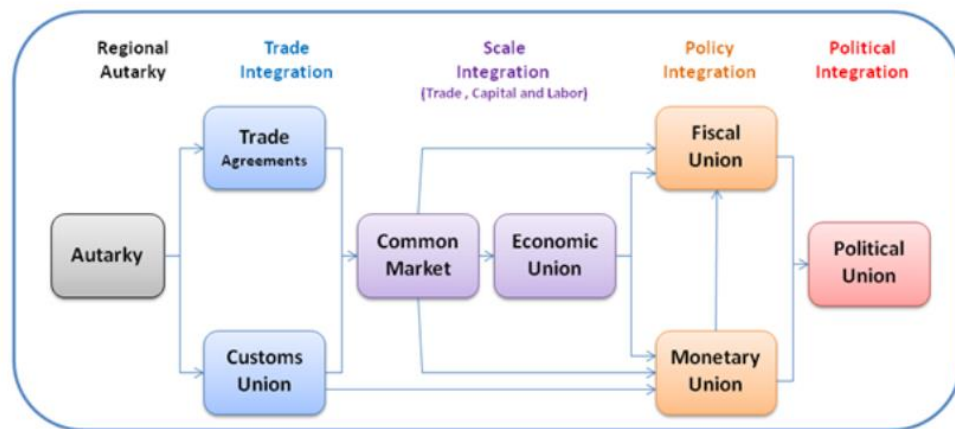 Regional
Autarky
Trade
Integration
Scale
Integration
(Trade , Capital and Labor)
Policy
Integration
Political
Integration
Trade
Agreements
Fiscal
Union
Autarky
Common
Market
Economic
Union
Political
Union
Customs
Union
Monetary
Union